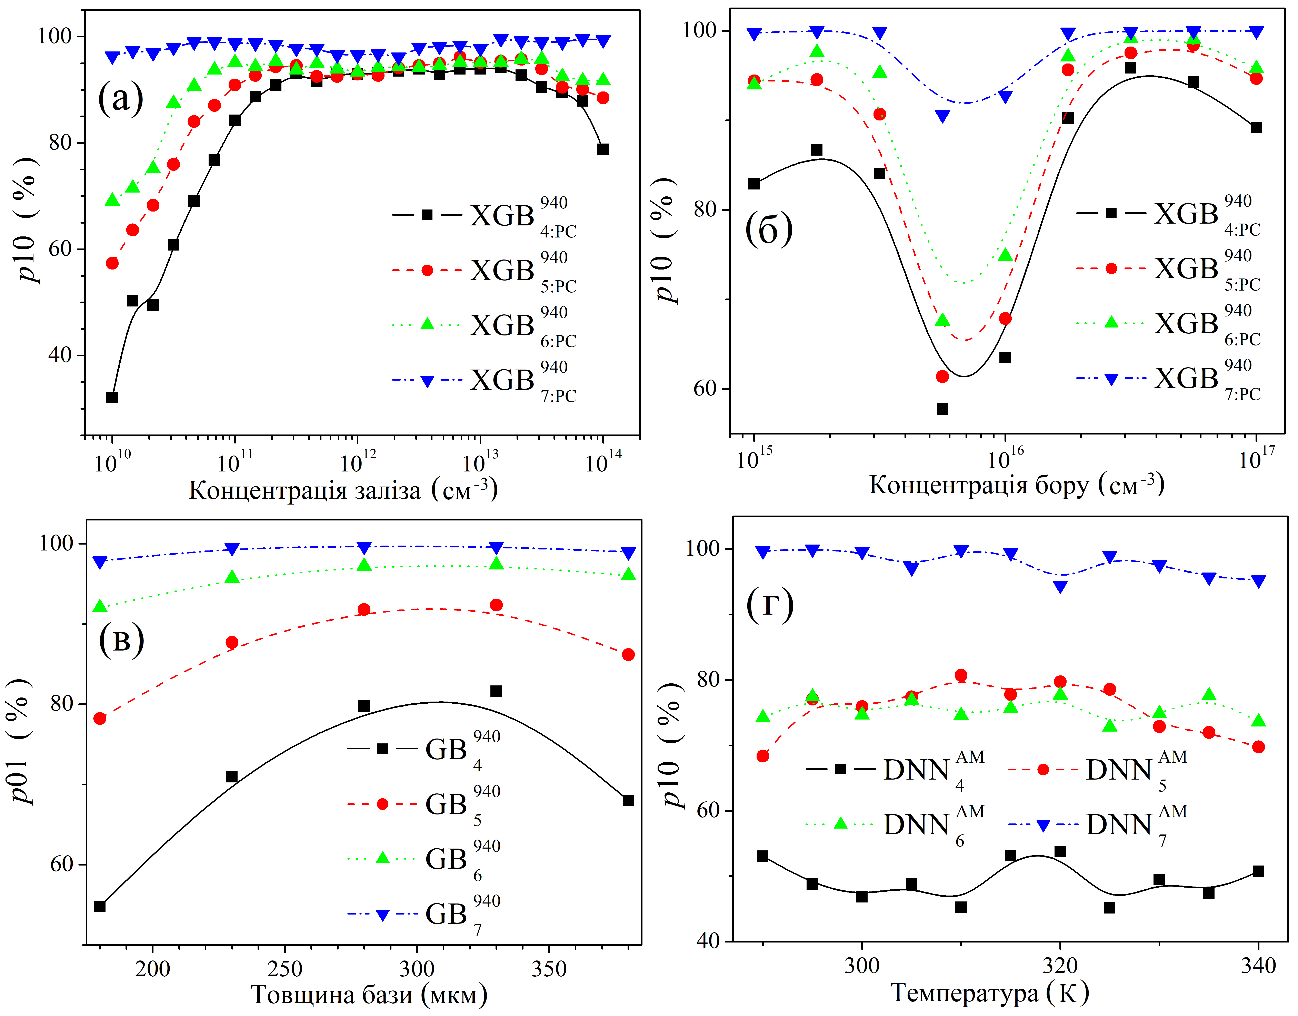 100
80
60
40
p10 ( % )
(а)
XGB 940 4:PC
XGB 940 5:PC
XGB 940 6:PC
XGB 940 7:PC
10^10 10^11 10^12 10^13 10^14
Концентрація заліза (см^-3)
100
80
60
p10 ( % )
(б)
XGB 940 4:PC
XGB 940 5:PC
XGB 940 6:PC
XGB 940 7:PC
10^15 10^16 10^17
Концентрація бору (см^-3)
100
80
60
p01 ( % )
(в)
GB 940 4
GB 940 5
GB 940 6
GB 940 7
200 250 300 350
Товщина бази (мкм)
100
80
60
40
p10 ( % )
(г)
DNN AM 4 DNN AM 5
DNN AM 6 DNN AM 7
300 320 340
Температура (К)